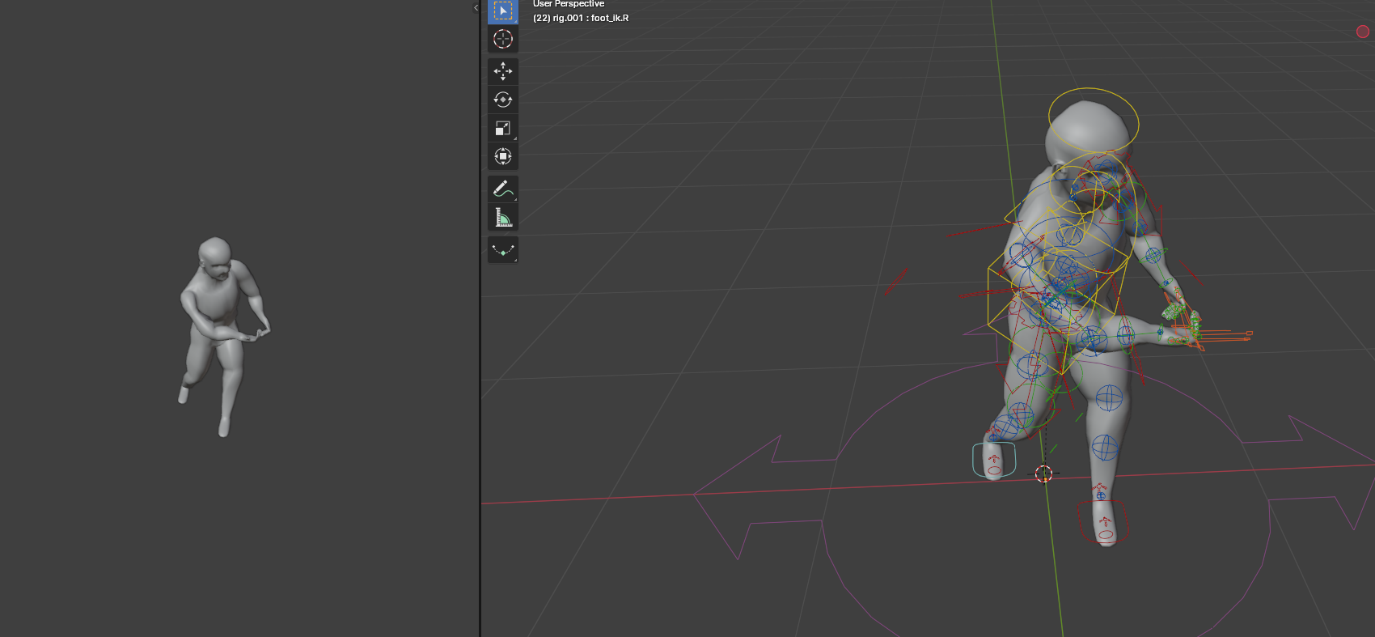 User Perspective
(22) rig.001 : foot_ik.R